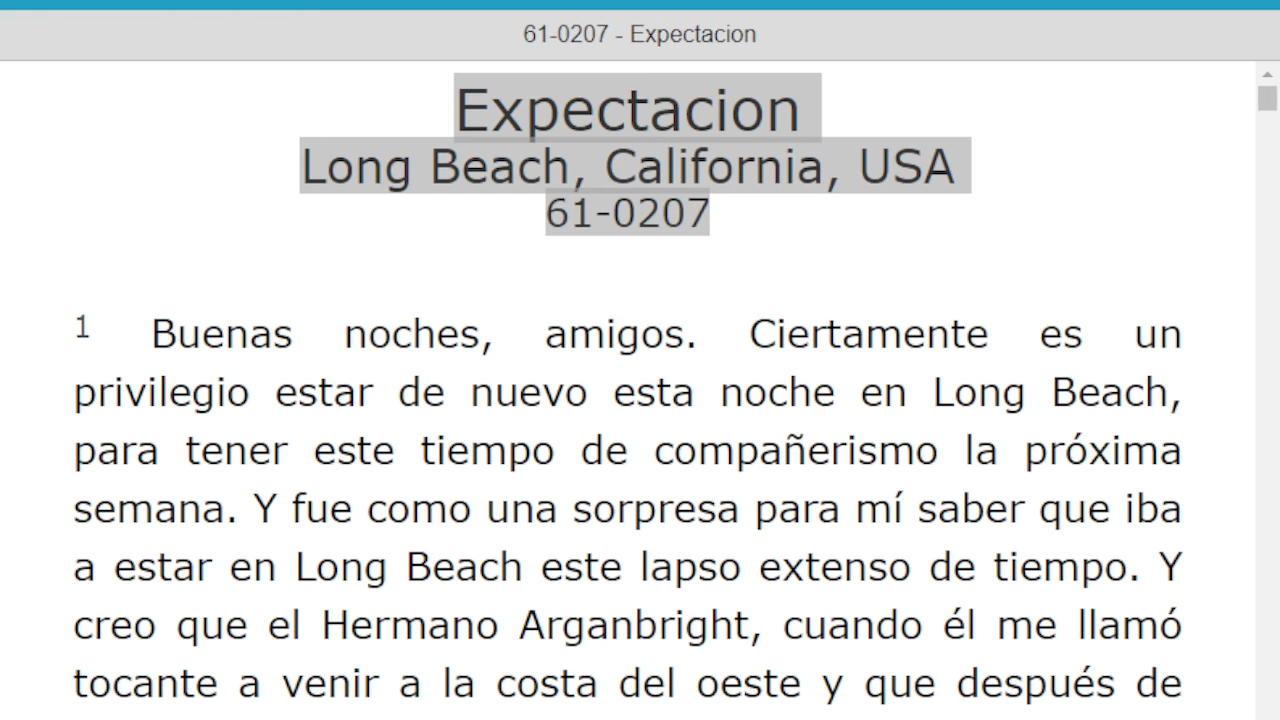 61-0207 - Expectacion
Expectacion
Long Beach, California, USA
61-0207
1 Buenas noches, amigos. Ciertamente es un
privilegio estar de nuevo esta noche en Long Beach,
para tener este tiempo de compañerismo la próxima
semana. Y fue como una sorpresa para mí saber que iba
a estar en Long Beach este lapso extenso de tiempo. Y
creo que el Hermano Arganbright, cuando él me llamó
tocante a venir a la costa del oeste y que después de